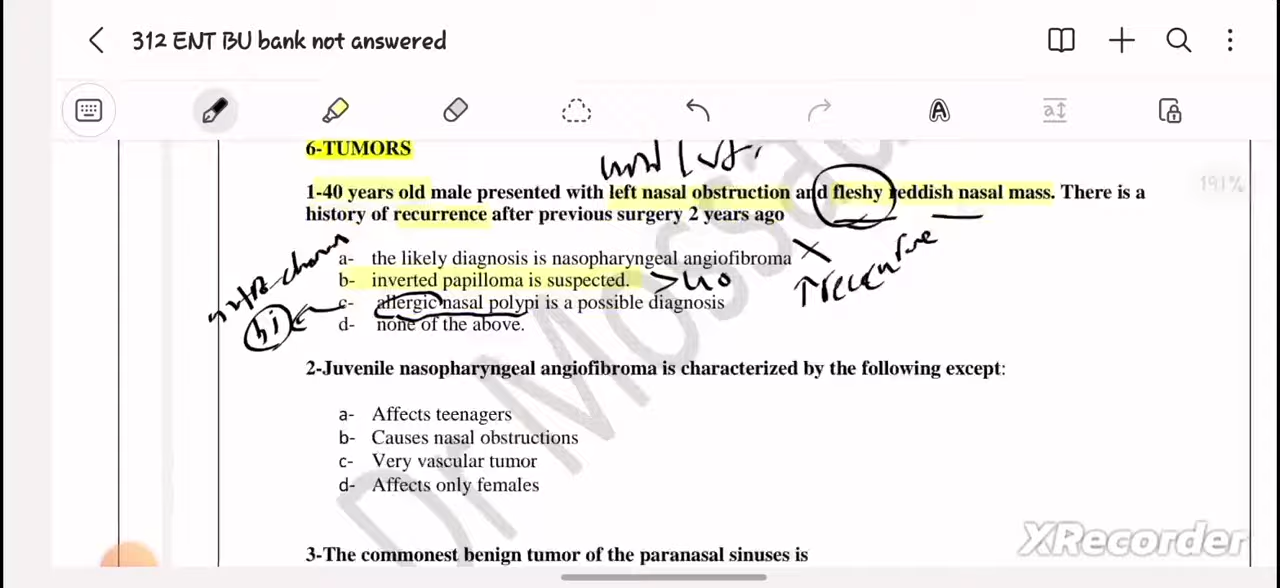 312 ENT BU bank not answered
191%
6-TUMORS
1-40 years old male presented with left nasal obstruction and fleshy reddish nasal mass. There is a
history of recurrence after previous surgery 2 years ago
a- the likely diagnosis is nasopharyngeal angiofibroma
b- inverted papilloma is suspected. >40
c- allergic nasal polypi is a possible diagnosis
d- none of the above.
2-Juvenile nasopharyngeal angiofibroma is characterized by the following except:
a- Affects teenagers
b- Causes nasal obstructions
c- Very vascular tumor
d- Affects only females
3-The commonest benign tumor of the paranasal sinuses is
XRecorder